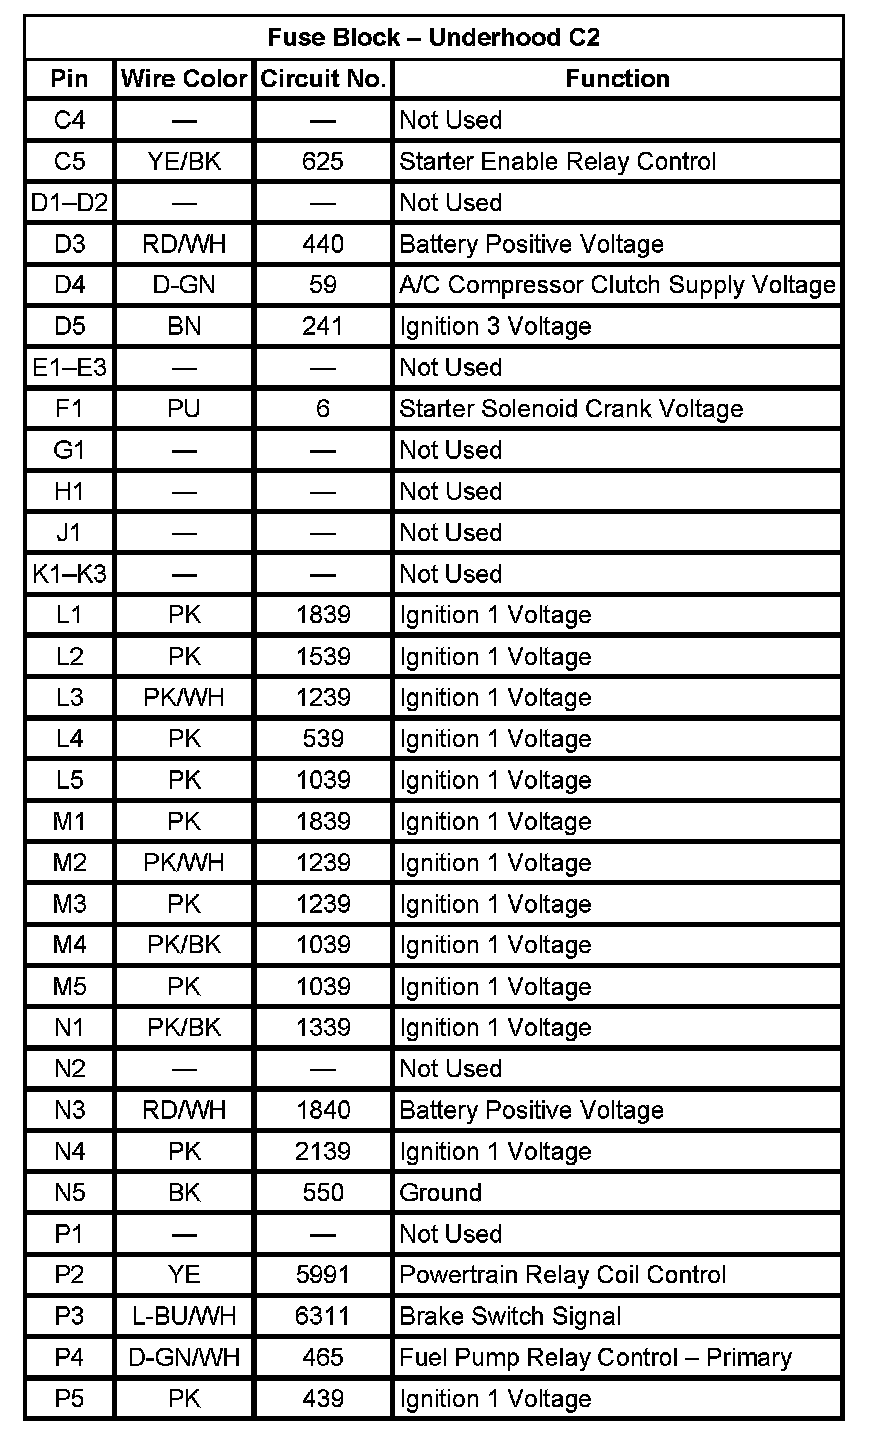 Fuse Block – Underhood C2
Pin Wire Color Circuit No. Function
C4 — — Not Used
C5 YE/BK 625 Starter Enable Relay Control
D1–D2 — — Not Used
D3 RD/WH 440 Battery Positive Voltage
D4 D-GN 59 A/C Compressor Clutch Supply Voltage
D5 BN 241 Ignition 3 Voltage
E1–E3 — — Not Used
F1 PU 6 Starter Solenoid Crank Voltage
G1 — — Not Used
H1 — — Not Used
J1 — — Not Used
K1–K3 — — Not Used
L1 PK 1839 Ignition 1 Voltage
L2 PK 1539 Ignition 1 Voltage
L3 PK/WH 1239 Ignition 1 Voltage
L4 PK 539 Ignition 1 Voltage
L5 PK 1039 Ignition 1 Voltage
M1 PK 1839 Ignition 1 Voltage
M2 PK/WH 1239 Ignition 1 Voltage
M3 PK 1239 Ignition 1 Voltage
M4 PK/BK 1039 Ignition 1 Voltage
M5 PK 1039 Ignition 1 Voltage
N1 PK/BK 1339 Ignition 1 Voltage
N2 — — Not Used
N3 RD/WH 1840 Battery Positive Voltage
N4 PK 2139 Ignition 1 Voltage
N5 BK 550 Ground
P1 — — Not Used
P2 YE 5991 Powertrain Relay Coil Control
P3 L-BU/WH 6311 Brake Switch Signal
P4 D-GN/WH 465 Fuel Pump Relay Control – Primary
P5 PK 439 Ignition 1 Voltage